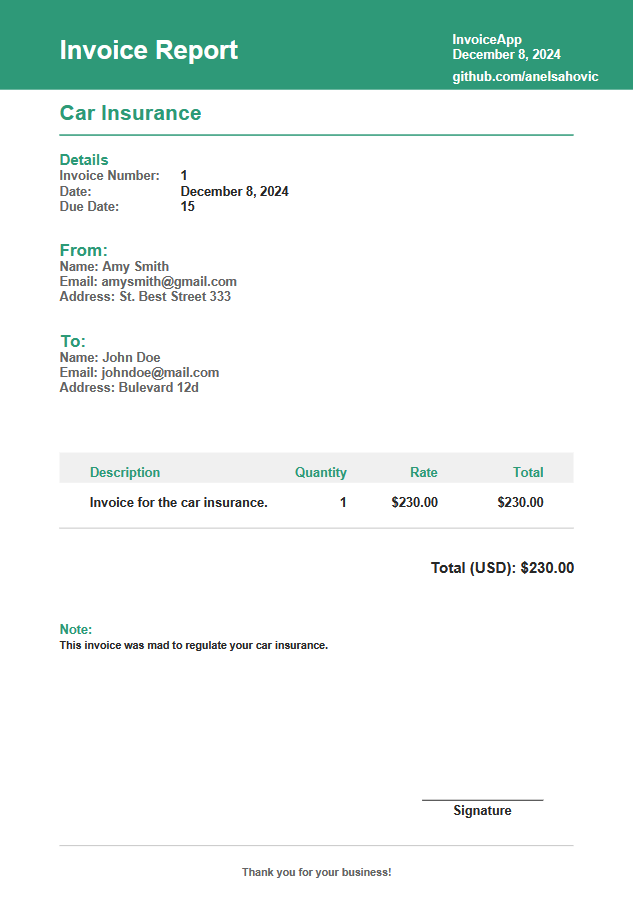 Invoice Report
InvoiceApp
December 8, 2024
github.com/anelsahovic
Car Insurance
Details
Invoice Number: 1
Date: December 8, 2024
Due Date: 15
From:
Name: Amy Smith
Email: amysmith@gmail.com
Address: St. Best Street 333
To:
Name: John Doe
Email: johndoe@mail.com
Address: Bulevard 12d
Description Quantity Rate Total
Invoice for the car insurance. 1 $230.00 $230.00
Total (USD): $230.00
Note:
This invoice was mad to regulate your car insurance.
Signature
Thank you for your business!